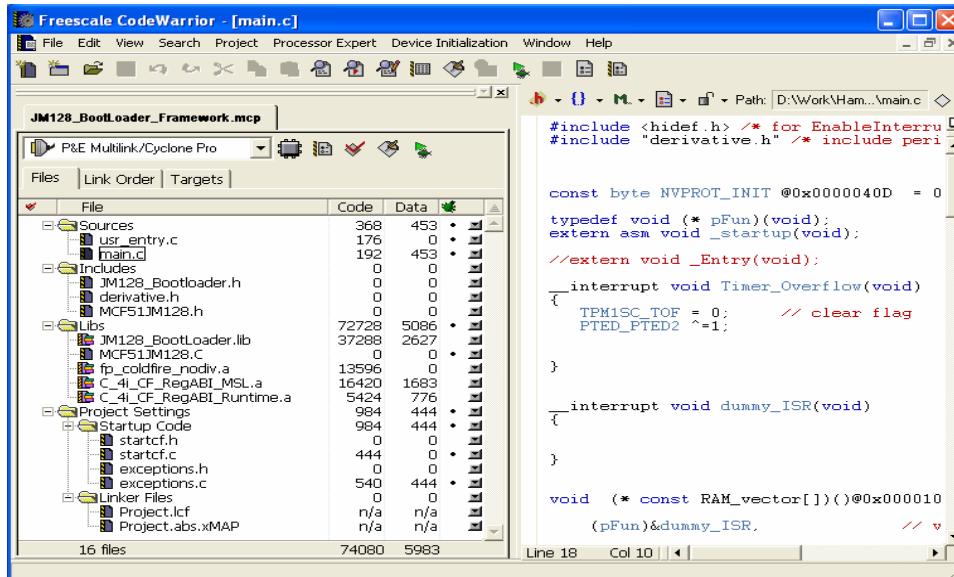 Freescale CodeWarrior - [main.c]
File Edit View Search Project Processor Expert Device Initialization Window Help
JM128_BootLoader_Framework.mcp
P&E Multilink/Cyclone Pro
Files Link Order Targets
File Code Data
Sources 368 453
usr_entry.c 176 0
main.c 192 453
Includes 0 0
JM128_Bootloader.h 0 0
derivative.h 0 0
MCF51JM128.h 0 0
Libs 72728 5086
JM128_BootLoader.lib 37288 2627
MCF51JM128.C 0 0
fp_coldfire_nodiv.a 13596 0
C_4i_CF_RegABI_MSL.a 16420 1683
C_4i_CF_RegABI_Runtime.a 5424 776
Project Settings 984 444
Startup Code 984 444
startcf.h 0 0
startcf.c 444 0
exceptions.h 0 0
exceptions.c 540 444
Linker Files 0 0
Project.lcf n/a n/a
Project.abs.xMAP n/a n/a
16 files 74080 5983
h {} M. Path: D:\Work\Ham...\main.c
#include <hidef.h> /* for EnableInterru
#include "derivative.h" /* include peri
const byte NVPROT_INIT @0x0000040D = 0
typedef void (* pFun)(void);
extern asm void _startup(void);
//extern void _Entry(void);
__interrupt void Timer_Overflow(void)
{
TPM1SC_TOF = 0; // clear flag
PTED_PTED2 ^=1;
}
__interrupt void dummy_ISR(void)
{
}
void (* const RAM_vector[])()@0x000010
(pFun)&dummy_ISR, // v
Line 18 Col 10